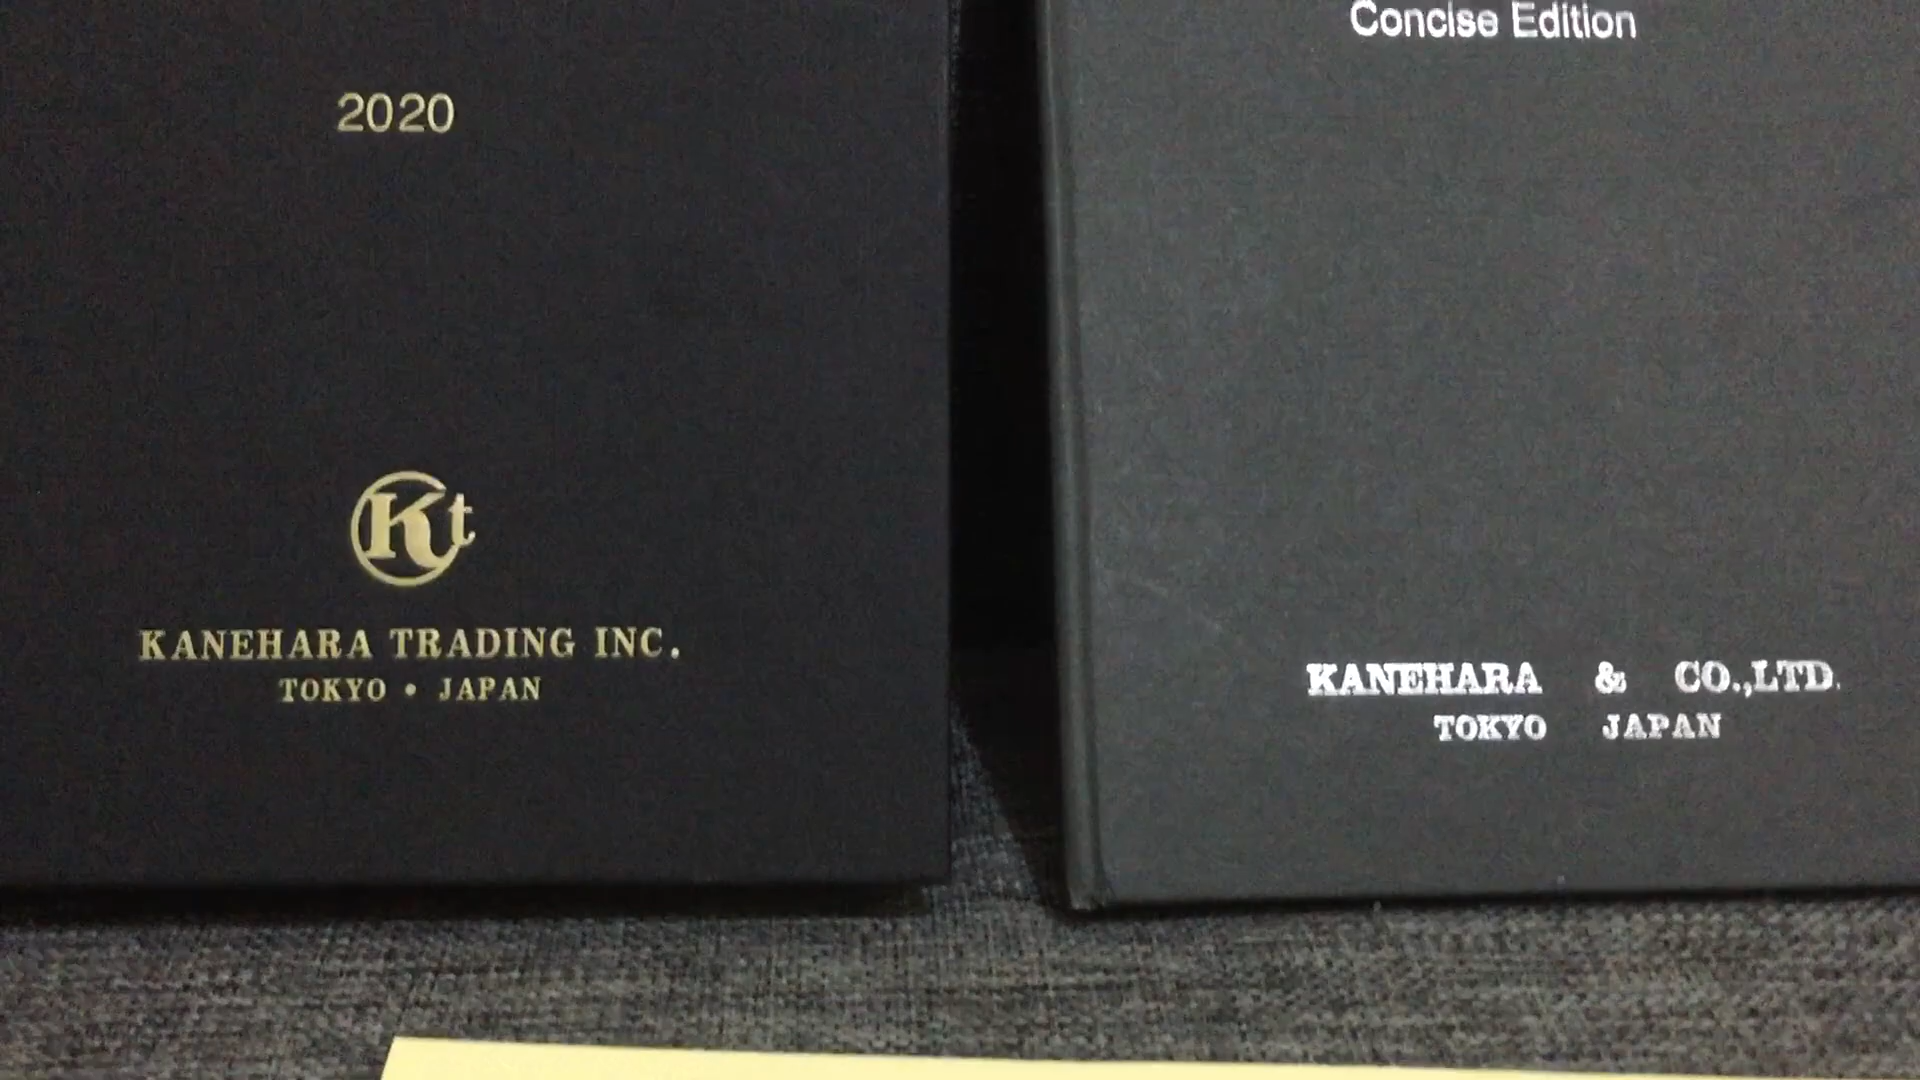 2020
Kt
KANEHARA TRADING INC.
TOKYO • JAPAN
Concise Edition
KANEHARA & CO.,LTD.
TOKYO JAPAN